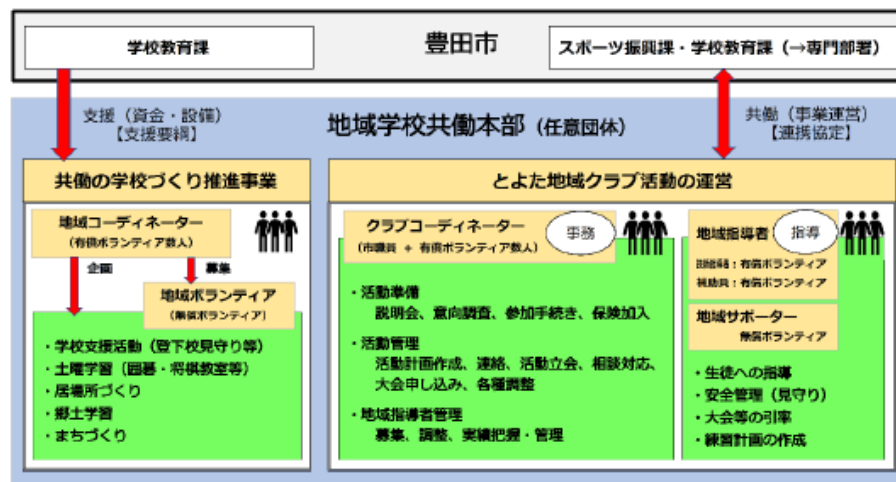 豊田市
学校教育課
スポーツ振興課・学校教育課（→専門部署）
支援（資金・設備）
【支援要綱】
地域学校共働本部（任意団体）
共働（事業運営）
【連携協定】
共働の学校づくり推進事業
地域コーディネーター
（有償ボランティア数人）
企画
募集
地域ボランティア
（無償ボランティア）
・学校支援活動（登下校見守り等）
・土曜学習（囲碁・将棋教室等）
・居場所づくり
・郷土学習
・まちづくり
とよた地域クラブ活動の運営
クラブコーディネーター
（市職員 + 有償ボランティア数人）
事務
・活動準備
説明会、意向調査、参加手続き、保険加入
・活動管理
活動計画作成、連絡、活動立会、相談対応、
大会申し込み、各種調整
・地域指導者管理
募集、調整、実績把握・管理
地域指導者
指導
：有償ボランティア
補助員：有償ボランティア
地域サポーター
無償ボランティア
・生徒への指導
・安全管理（見守り）
・大会等の引率
・練習計画の作成